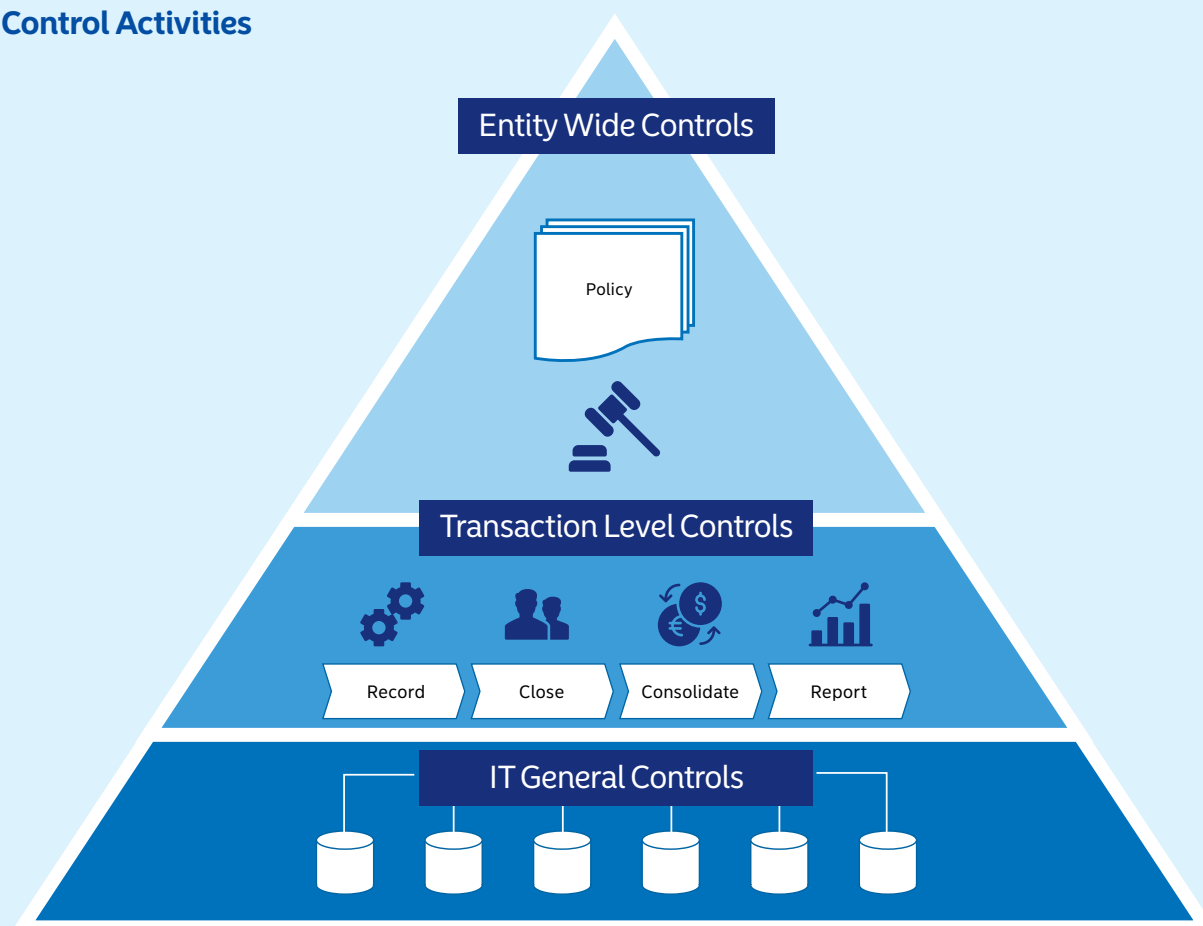 Control Activities
Entity Wide Controls
Policy
Transaction Level Controls
$
€
Record
Close
Consolidate
Report
IT General Controls